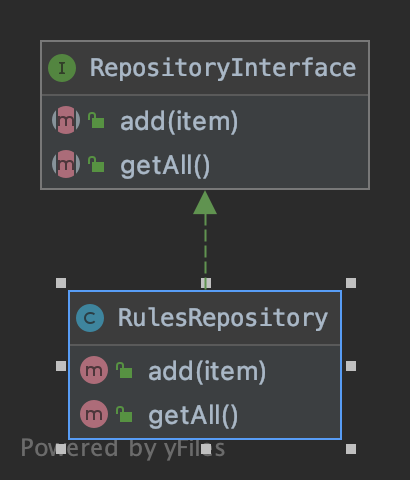 I RepositoryInterface
m add(item)
m getAll()
C RulesRepository
m add(item)
m getAll()
Powered by yFiles